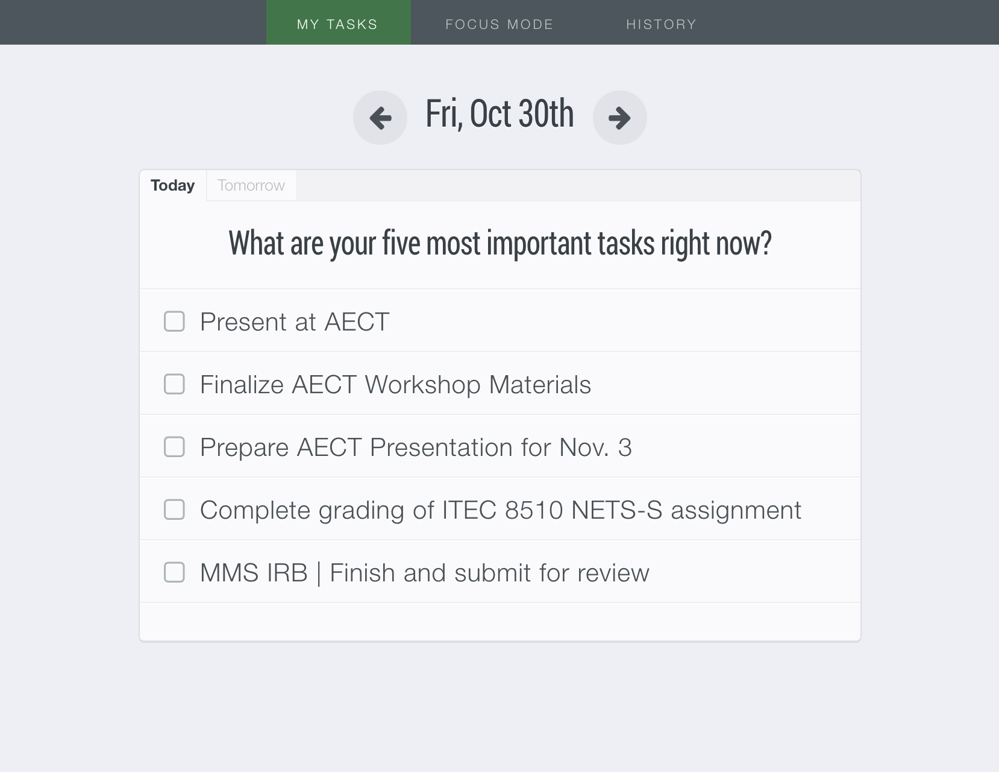 MY TASKS FOCUS MODE HISTORY
Fri, Oct 30th
Today Tomorrow
What are your five most important tasks right now?
Present at AECT
Finalize AECT Workshop Materials
Prepare AECT Presentation for Nov. 3
Complete grading of ITEC 8510 NETS-S assignment
MMS IRB | Finish and submit for review